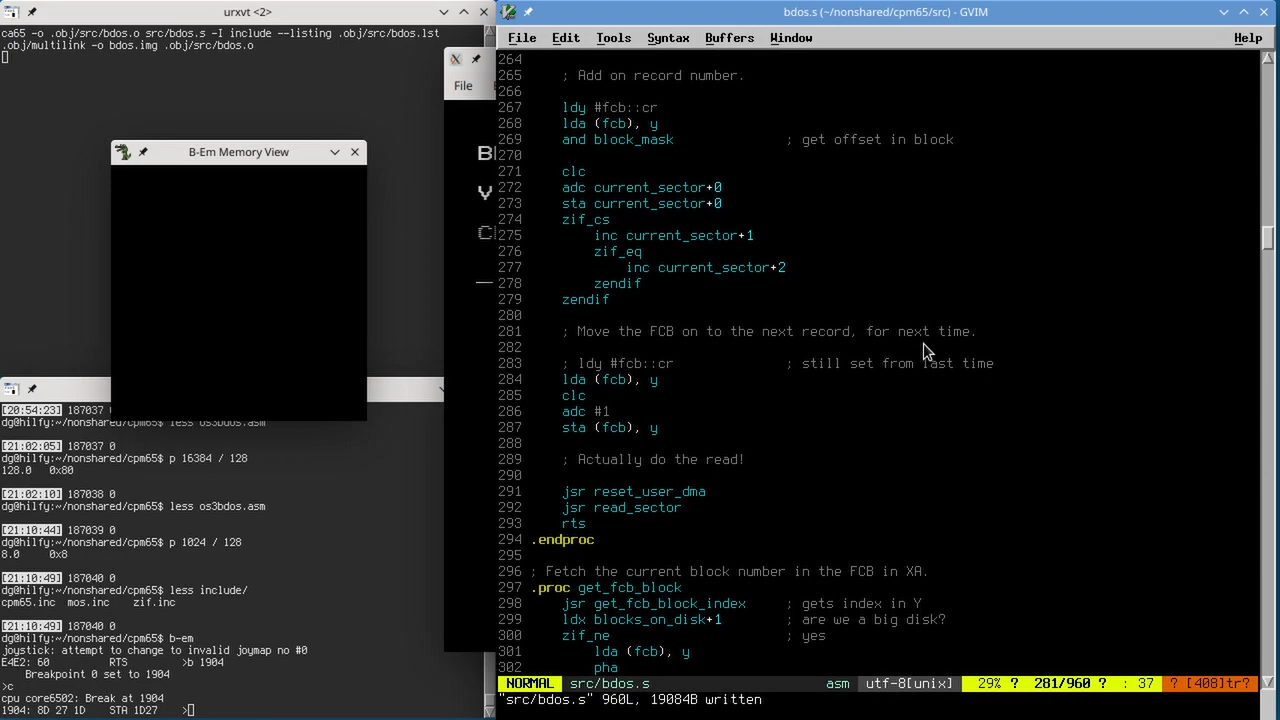 urxvt <2>
ca65 -o .obj/src/bdos.o src/bdos.s -I include --listing .obj/src/bdos.lst
.obj/multilink -o bdos.img .obj/src/bdos.o
B-Em Memory View
File
B
Y
C
[20:54:23] 187037 0
dg@hilfy:~/nonshared/cpm65$ less os3bdos.asm
[21:02:05] 187037 0
dg@hilfy:~/nonshared/cpm65$ p 16384 / 128
128.0   0x80
[21:02:10] 187038 0
dg@hilfy:~/nonshared/cpm65$ less os3bdos.asm
[21:10:44] 187039 0
dg@hilfy:~/nonshared/cpm65$ p 1024 / 128
8.0   0x8
[21:10:49] 187040 0
dg@hilfy:~/nonshared/cpm65$ less include/
cpm65.inc  mos.inc   zif.inc
[21:10:49] 187040 0
dg@hilfy:~/nonshared/cpm65$ b-em
joystick: attempt to change to invalid joymap no #0
E4E2: 60       RTS          >b 1904
    Breakpoint 0 set to 1904
>c
cpu core6502: Break at 1904
1904: 8D 27 1D   STA 1D27   >
bdos.s (~/nonshared/cpm65/src) - GVIM
File Edit Tools Syntax Buffers Window Help
264
265     ; Add on record number.
266
267     ldy #fcb::cr
268     lda (fcb), y
269     and block_mask              ; get offset in block
270
271     clc
272     adc current_sector+0
273     sta current_sector+0
274     zif_cs
275         inc current_sector+1
276         zif_eq
277             inc current_sector+2
278         zendif
279     zendif
280
281     ; Move the FCB on to the next record, for next time.
282
283     ; ldy #fcb::cr              ; still set from last time
284     lda (fcb), y
285     clc
286     adc #1
287     sta (fcb), y
288
289     ; Actually do the read!
290
291     jsr reset_user_dma
292     jsr read_sector
293     rts
294 .endproc
295
296 ; Fetch the current block number in the FCB in XA.
297 .proc get_fcb_block
298     jsr get_fcb_block_index     ; gets index in Y
299     ldx blocks_on_disk+1        ; are we a big disk?
300     zif_ne                      ; yes
301         lda (fcb), y
302         pha
NORMAL  src/bdos.s  asm  utf-8[unix]  29% ?  281/960 ?  : 37  ? [408]tr?
"src/bdos.s" 960L, 19084B written